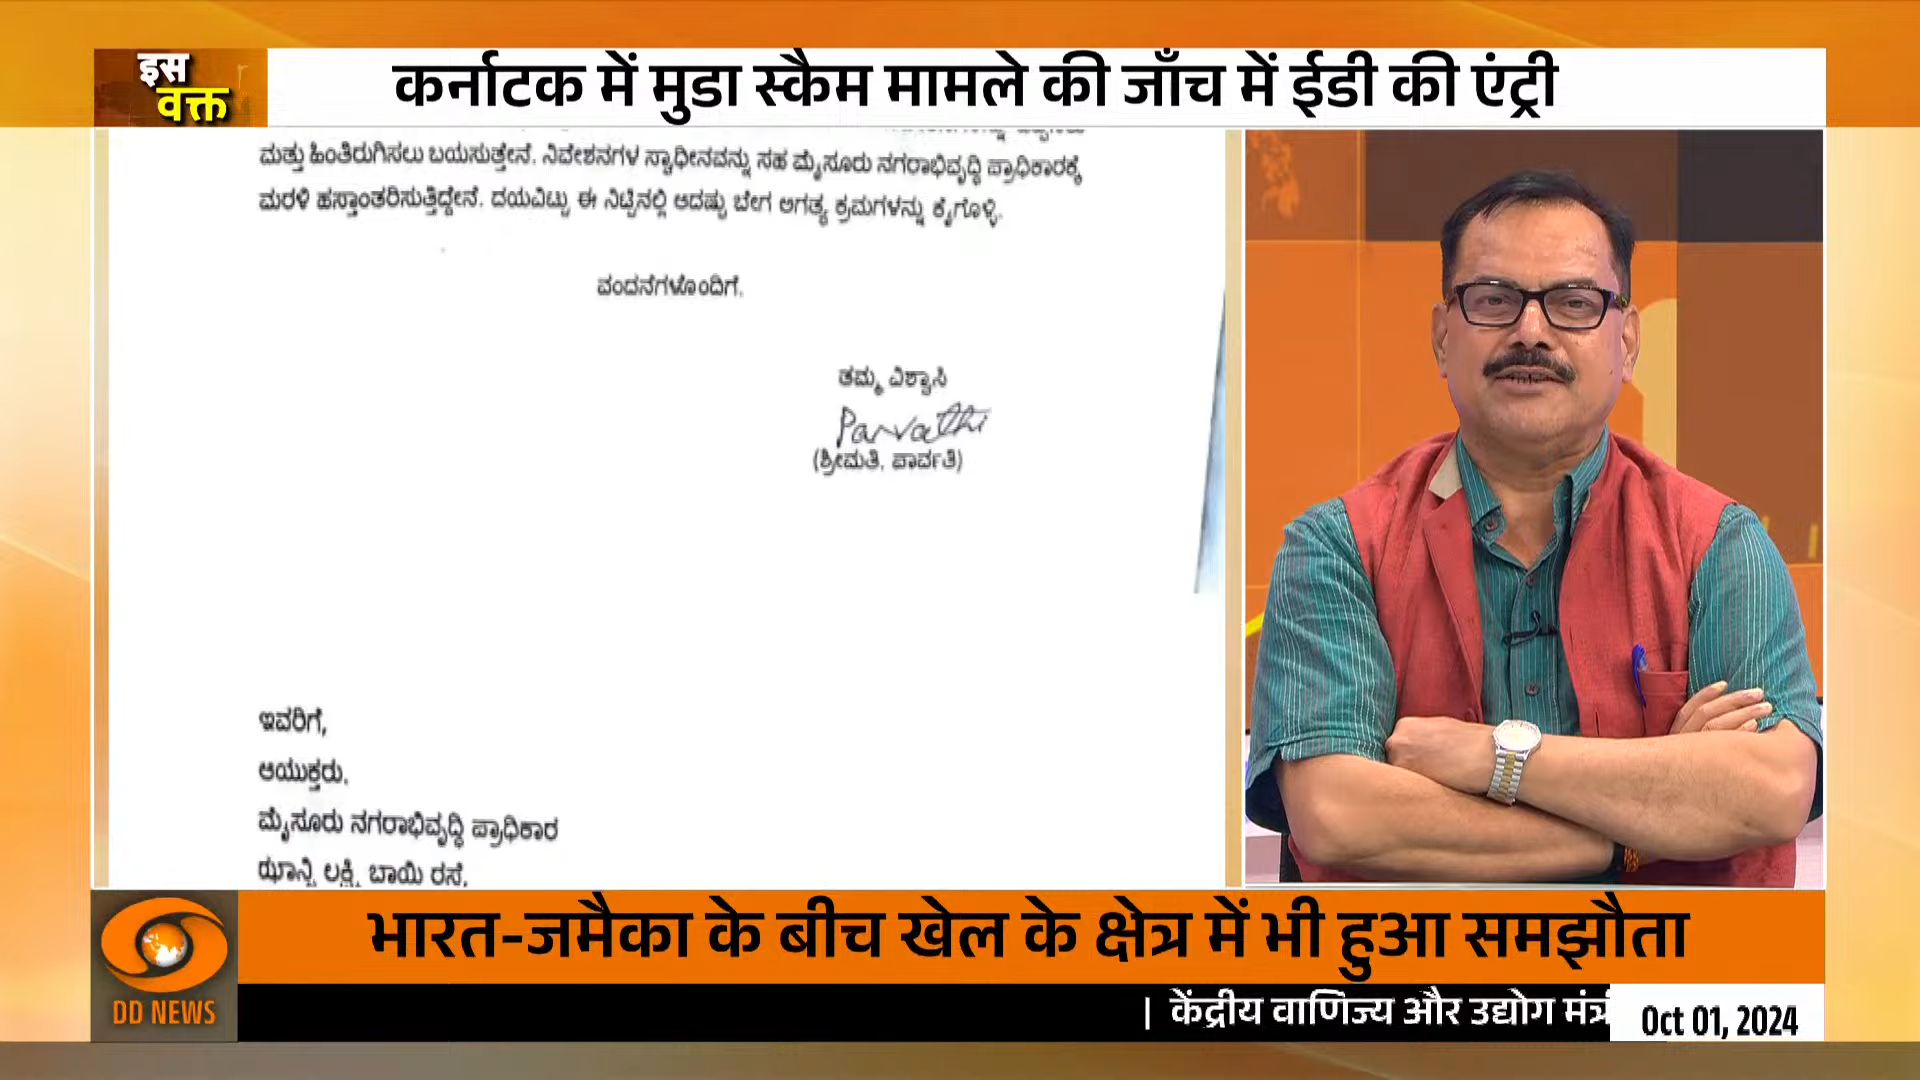 इस
वक्त
कर्नाटक में मुडा स्कैम मामले की जाँच में ईडी की एंट्री
ಮತ್ತು ಹಿಂತಿರುಗಿಸಲು ಬಯಸುತ್ತೇನೆ. ನಿವೇಶನಗಳ ಸ್ವಾಧೀನವನ್ನು ಸಹ ಮೈಸೂರು ನಗರಾಭಿವೃದ್ಧಿ ಪ್ರಾಧಿಕಾರಕ್ಕೆ
ಮರಳಿ ಹಸ್ತಾಂತರಿಸುತ್ತಿದ್ದೇನೆ. ದಯವಿಟ್ಟು ಈ ನಿಟ್ಟಿನಲ್ಲಿ ಆದಷ್ಟು ಬೇಗ ಅಗತ್ಯ ಕ್ರಮಗಳನ್ನು ಕೈಗೊಳ್ಳಿ.
ವಂದನೆಗಳೊಂದಿಗೆ.
ತಮ್ಮ ವಿಶ್ವಾಸಿ
Parvathi
(ಶ್ರೀಮತಿ. ಪಾರ್ವತಿ)
ಇವರಿಗೆ,
ಆಯುಕ್ತರು.
ಮೈಸೂರು ನಗರಾಭಿವೃದ್ಧಿ ಪ್ರಾಧಿಕಾರ
ಝಾನ್ಸಿ ಲಕ್ಷ್ಮಿ ಬಾಯಿ ರಸ್ತೆ,
भारत-जमैका के बीच खेल के क्षेत्र में भी हुआ समझौता
DD NEWS
| केंद्रीय वाणिज्य और उद्योग
Oct 01, 2024